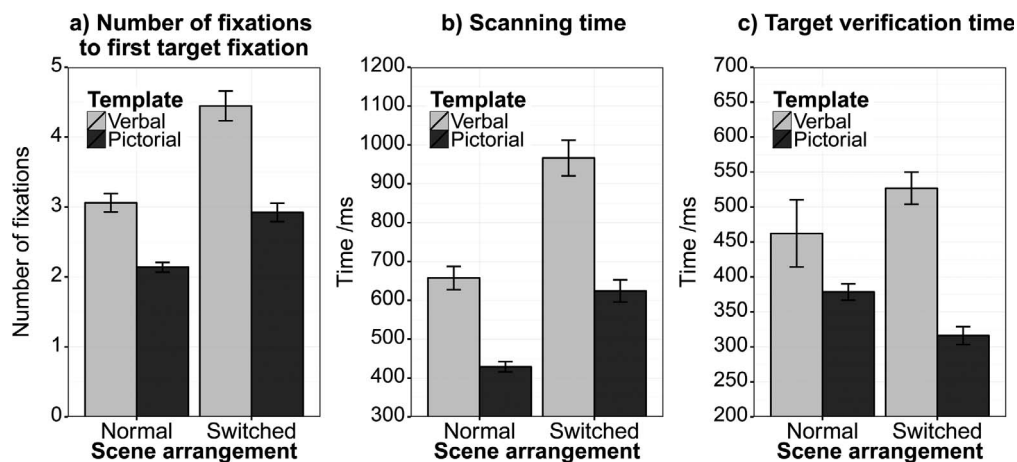 a) Number of fixations
to first target fixation
Number of fixations
5
4
3
2
1
0
Template
Verbal
Pictorial
Normal Switched
Scene arrangement
b) Scanning time
Time /ms
1200
1100
1000
900
800
700
600
500
400
300
Template
Verbal
Pictorial
Normal Switched
Scene arrangement
c) Target verification time
Time /ms
700
650
600
550
500
450
400
350
300
250
200
Template
Verbal
Pictorial
Normal Switched
Scene arrangement